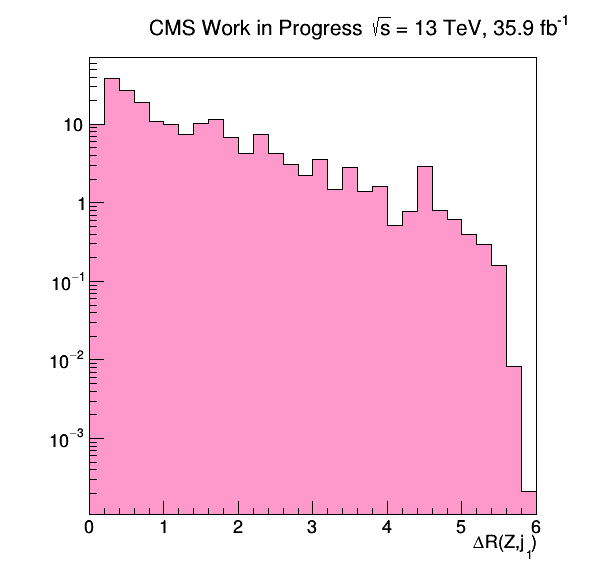 CMS Work in Progress √s = 13 TeV, 35.9 fb⁻¹
10
1
10⁻¹
10⁻²
10⁻³
0 1 2 3 4 5 6
ΔR(Z,j₁)